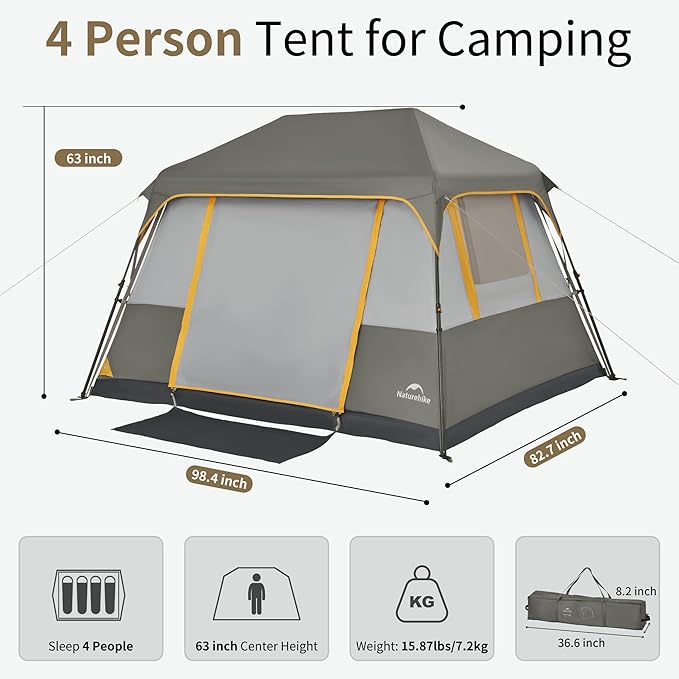 4 Person Tent for Camping
63 inch
Naturehike
98.4 inch
82.7 inch
Sleep 4 People
63 inch Center Height
KG
Weight: 15.87lbs/7.2kg
8.2 inch
36.6 inch